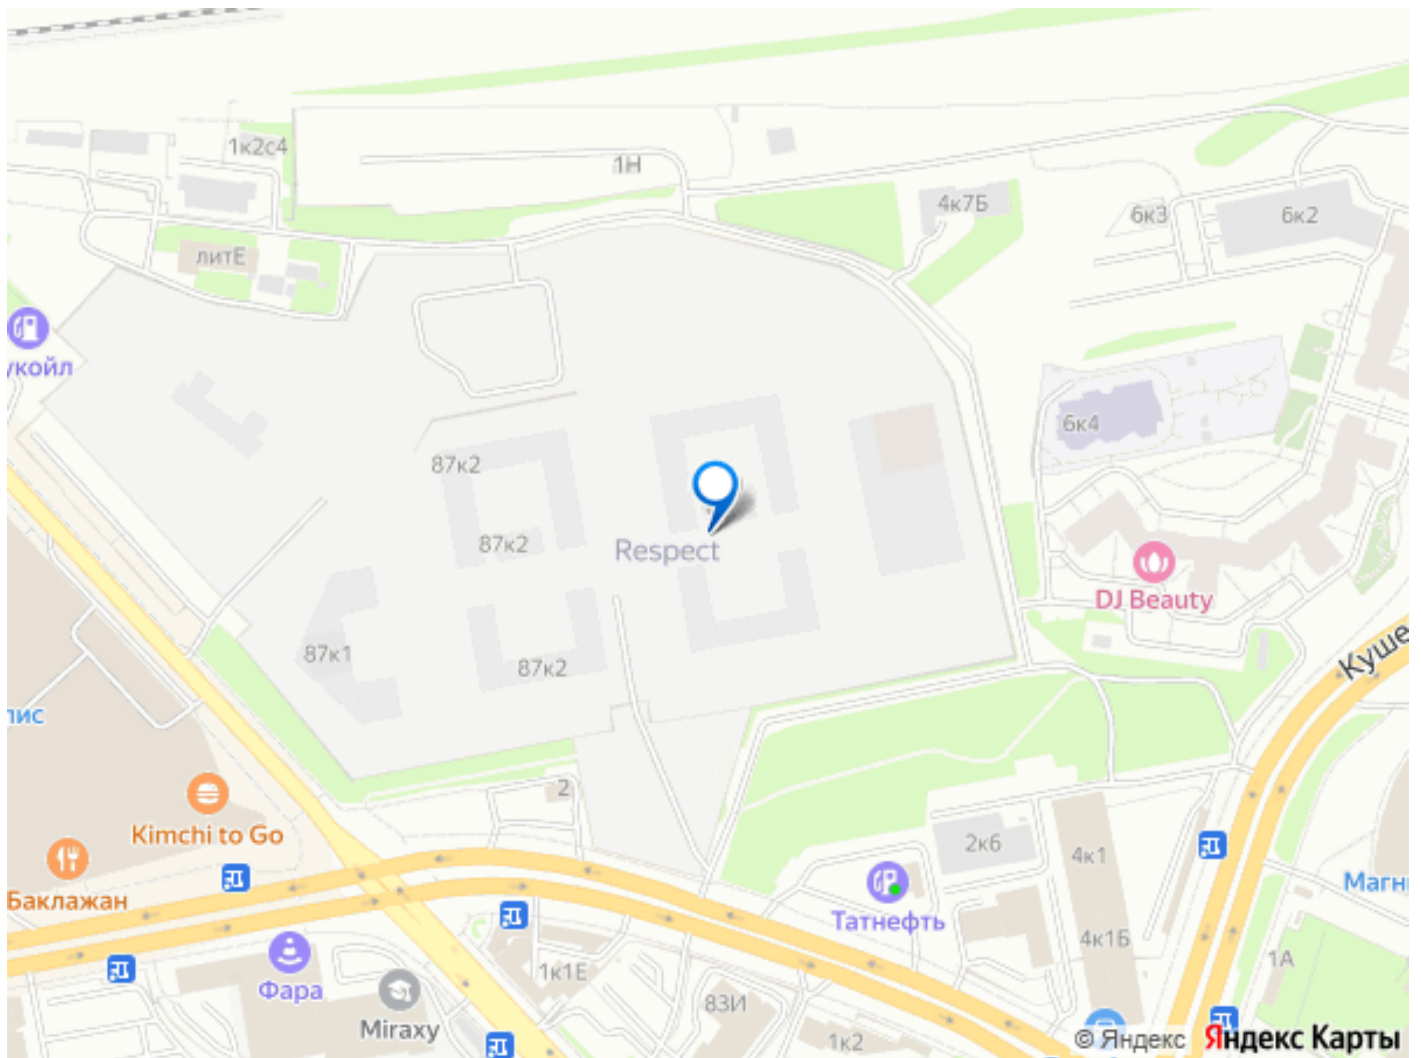 1к2с4
1Н
4к7Б
6к3
6к2
литЕ
укойл
6к4
87к2
87к2
Respect
DJ Beauty
87к1
87к2
Куше
лис
2
Kimchi to Go
2к6
4к1
Баклажан
Татнефть
Магни
4к1Б
1А
Фара
1к1Е
83И
Miraxy
1к2
© Яндекс Яндекс Карты